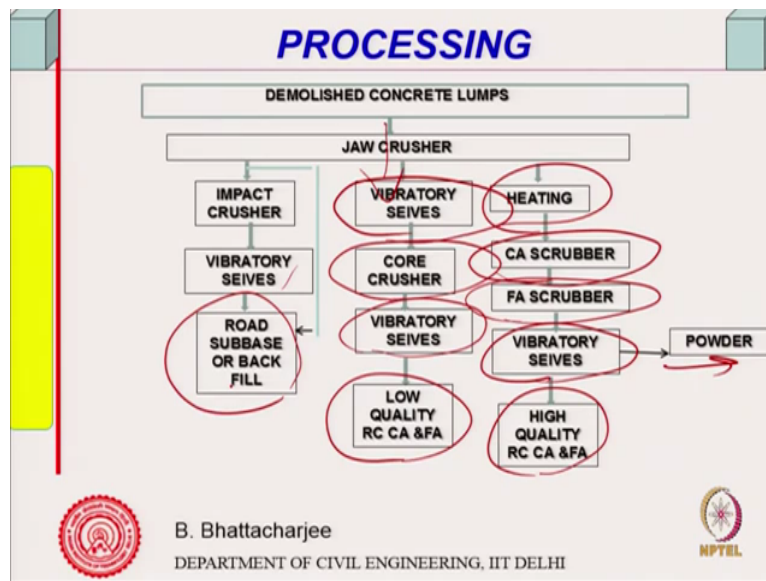 PROCESSING
DEMOLISHED CONCRETE LUMPS
JAW CRUSHER
IMPACT
CRUSHER
VIBRATORY
SEIVES
ROAD
SUBBASE
OR BACK
FILL
VIBRATORY
SEIVES
CORE
CRUSHER
VIBRATORY
SEIVES
LOW
QUALITY
RC CA &FA
HEATING
CA SCRUBBER
FA SCRUBBER
VIBRATORY
SEIVES
POWDER
HIGH
QUALITY
RC CA &FA
B. Bhattacharjee
DEPARTMENT OF CIVIL ENGINEERING, IIT DELHI
NPTEL